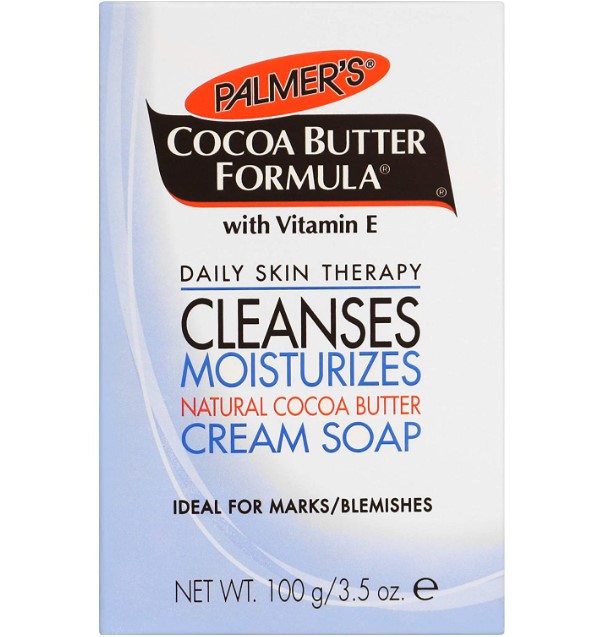 PALMER'S®
COCOA BUTTER
FORMULA®
®
with Vitamin E
DAILY SKIN THERAPY
CLEANSES
MOISTURIZES
NATURAL COCOA BUTTER
CREAM SOAP
IDEAL FOR MARKS/BLEMISHES
NET WT. 100 g/3.5 oz. ℮